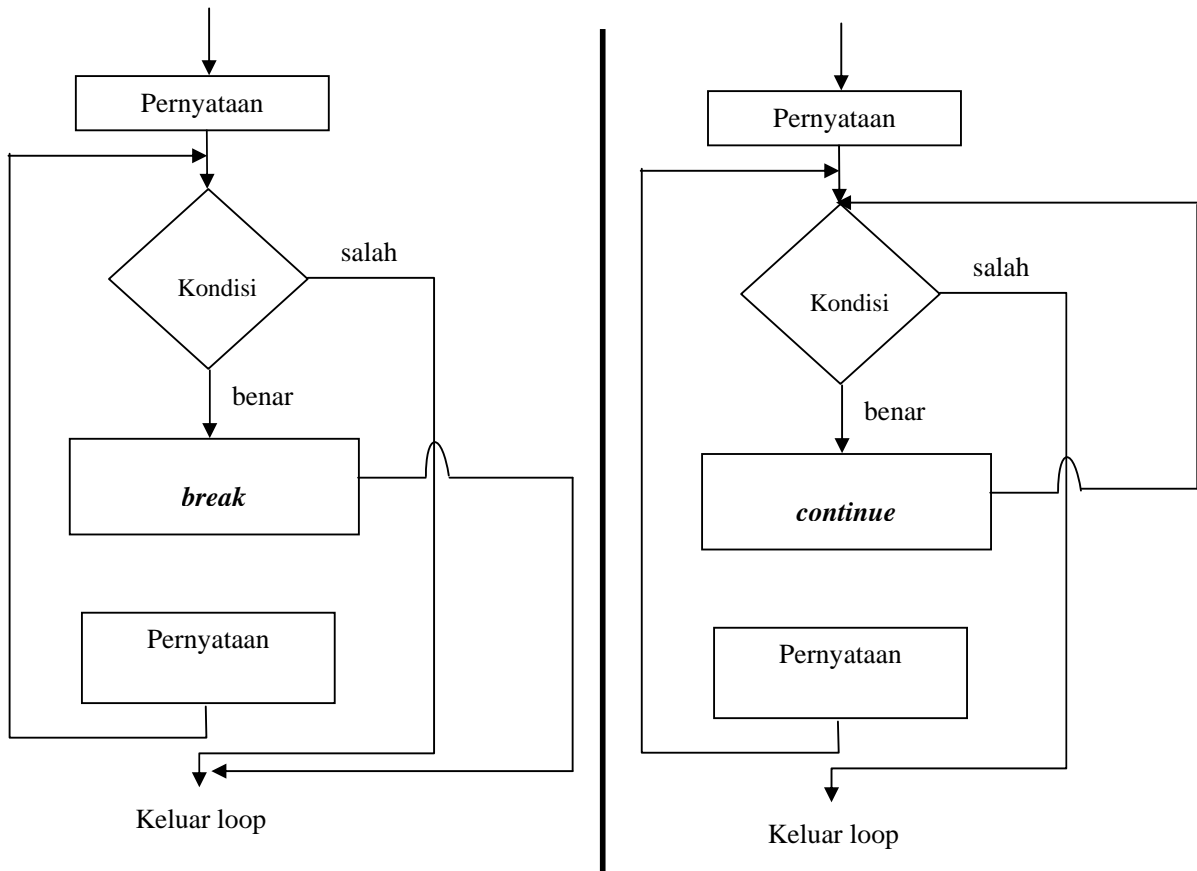 Pernyataan
Kondisi
salah
benar
break
Pernyataan
Keluar loop
Pernyataan
Kondisi
salah
benar
continue
Pernyataan
Keluar loop